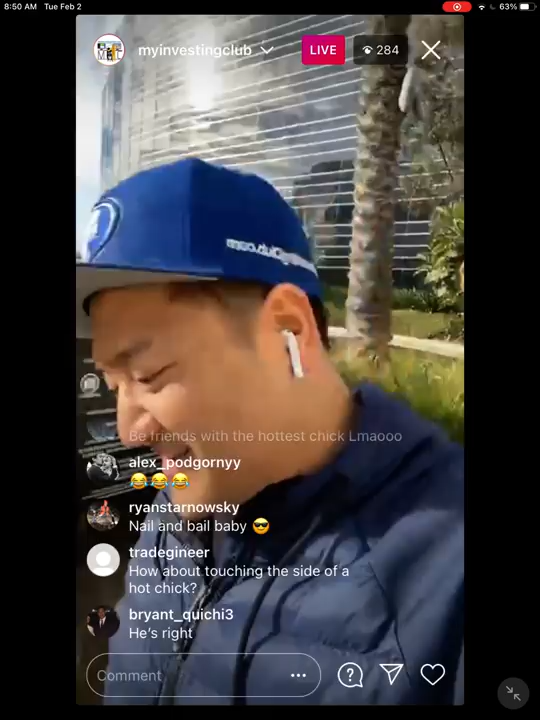 8:50 AM Tue Feb 2
63%
myinvestingclub
LIVE
284
Be friends with the hottest chick Lmaooo
alex_podgornyy
😂😂😂
ryanstarnowsky
Nail and bail baby 😎
tradegineer
How about touching the side of a
hot chick?
bryant_quichi3
He's right
Comment